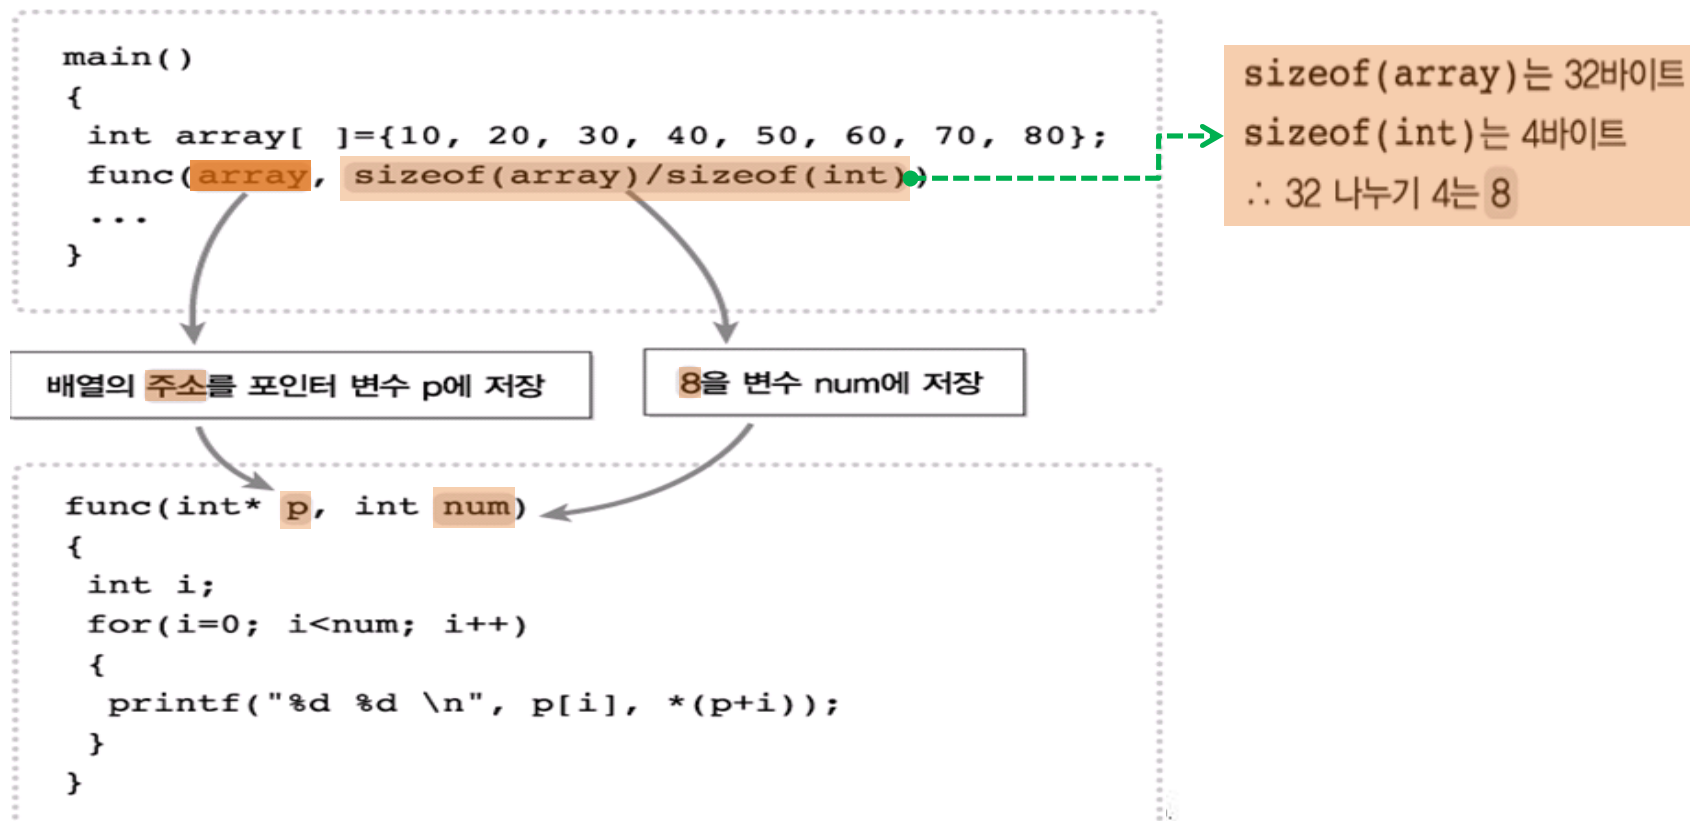 main()
{
int array[ ]={10, 20, 30, 40, 50, 60, 70, 80};
func(array, sizeof(array)/sizeof(int))
...
}
sizeof(array)는 32바이트
sizeof(int)는 4바이트
∴ 32 나누기 4는 8
배열의 주소를 포인터 변수 p에 저장
8을 변수 num에 저장
func(int* p, int num)
{
int i;
for(i=0; i<num; i++)
{
printf("%d %d \n", p[i], *(p+i));
}
}